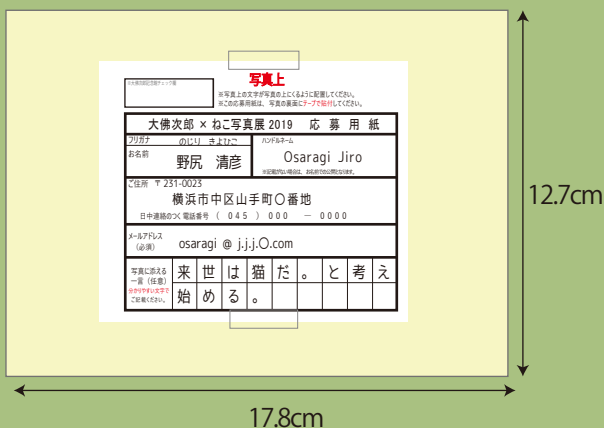 ※大佛次郎記念館チェック欄
写真上
※写真上の文字が写真の上にくるように配置してください。
※この応募用紙は、写真の裏面にテープで貼付してください。
大佛次郎 × ねこ写真展 2019 応募用紙
フリガナ のじり きよひこ
お名前 野尻 清彦
ハンドルネーム
Osaragi Jiro
※記載がない場合は、お名前での公開となります。
ご住所 〒231-0023
横浜市中区山手町〇番地
日中連絡のつく電話番号 ( 045 ) 000 － 0000
メールアドレス
(必須)
osaragi @ j.j.j.O.com
写真に添える
一言(任意)
分かりやすい文字で
ご記載ください。
来世は猫だ。と考え
始める。
12.7cm
17.8cm